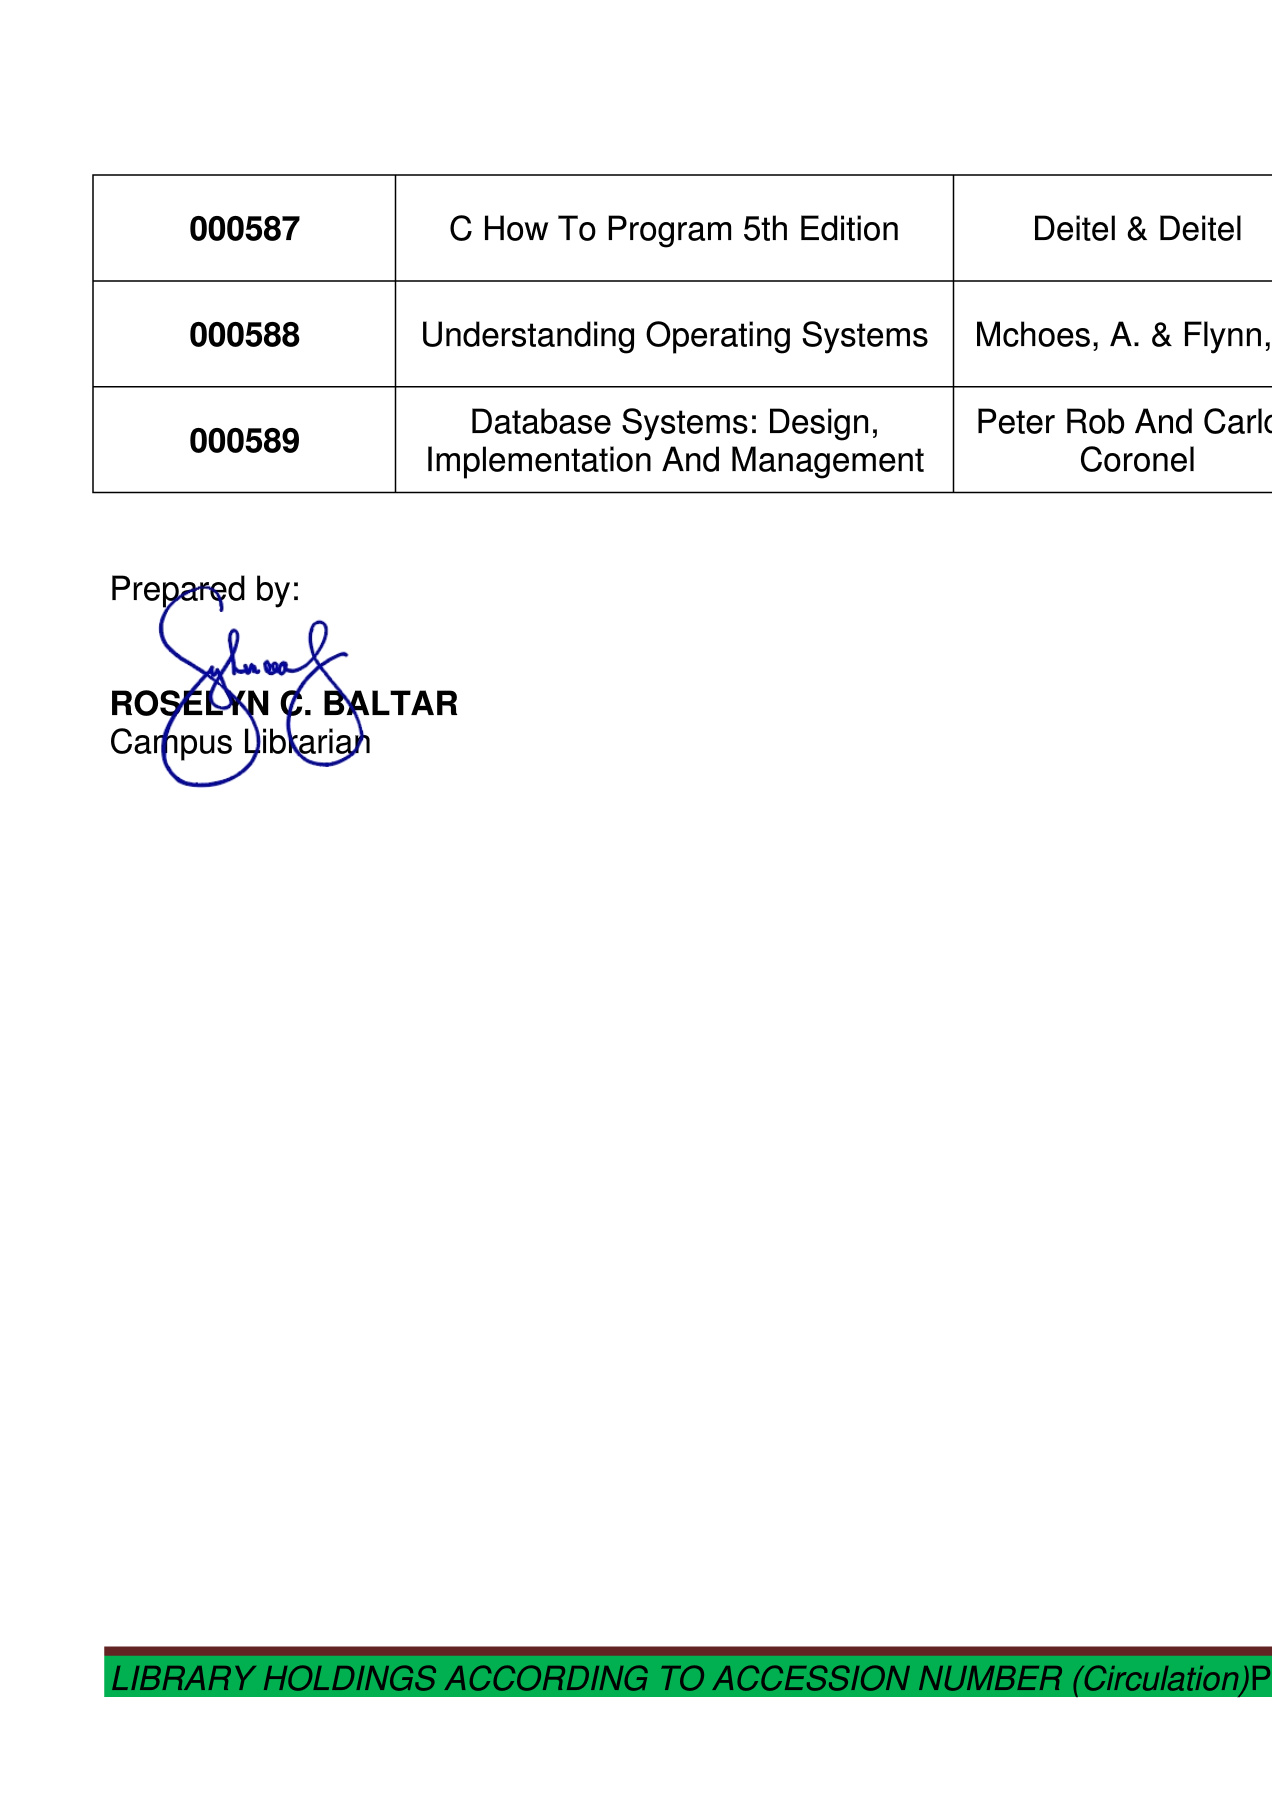 000587 C How To Program 5th Edition Deitel & Deitel
000588 Understanding Operating Systems Mchoes, A. & Flynn,
000589
Database Systems: Design,
Implementation And Management
Peter Rob And Carlo
Coronel
Prepared by:
ROSELYN C. BALTAR
Campus Librarian
LIBRARY HOLDINGS ACCORDING TO ACCESSION NUMBER (Circulation)P